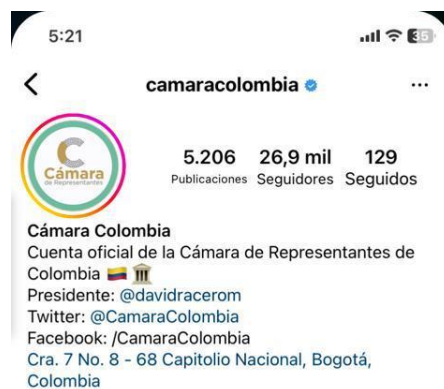 5:21
35
camaracolombia
Cámara
de Representantes
5.206 26,9 mil 129
Publicaciones Seguidores Seguidos
Cámara Colombia
Cuenta oficial de la Cámara de Representantes de
Colombia 🇨🇴🏛️
Presidente: @davidracerom
Twitter: @CamaraColombia
Facebook: /CamaraColombia
Cra. 7 No. 8 - 68 Capitolio Nacional, Bogotá,
Colombia